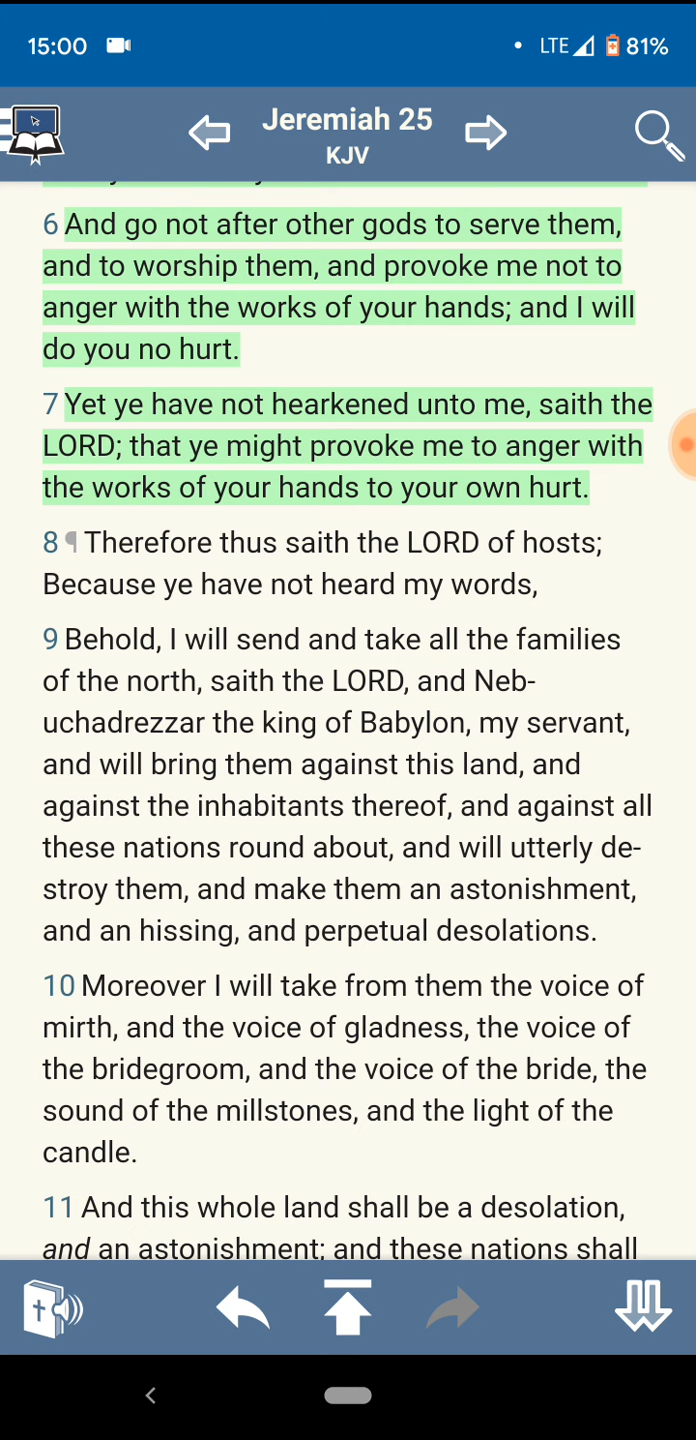 15:00
LTE 81%
Jeremiah 25
KJV
6 And go not after other gods to serve them,
and to worship them, and provoke me not to
anger with the works of your hands; and I will
do you no hurt.
7 Yet ye have not hearkened unto me, saith the
LORD; that ye might provoke me to anger with
the works of your hands to your own hurt.
8 ¶ Therefore thus saith the LORD of hosts;
Because ye have not heard my words,
9 Behold, I will send and take all the families
of the north, saith the LORD, and Neb-
uchadrezzar the king of Babylon, my servant,
and will bring them against this land, and
against the inhabitants thereof, and against all
these nations round about, and will utterly de-
stroy them, and make them an astonishment,
and an hissing, and perpetual desolations.
10 Moreover I will take from them the voice of
mirth, and the voice of gladness, the voice of
the bridegroom, and the voice of the bride, the
sound of the millstones, and the light of the
candle.
11 And this whole land shall be a desolation,
and an astonishment; and these nations shall